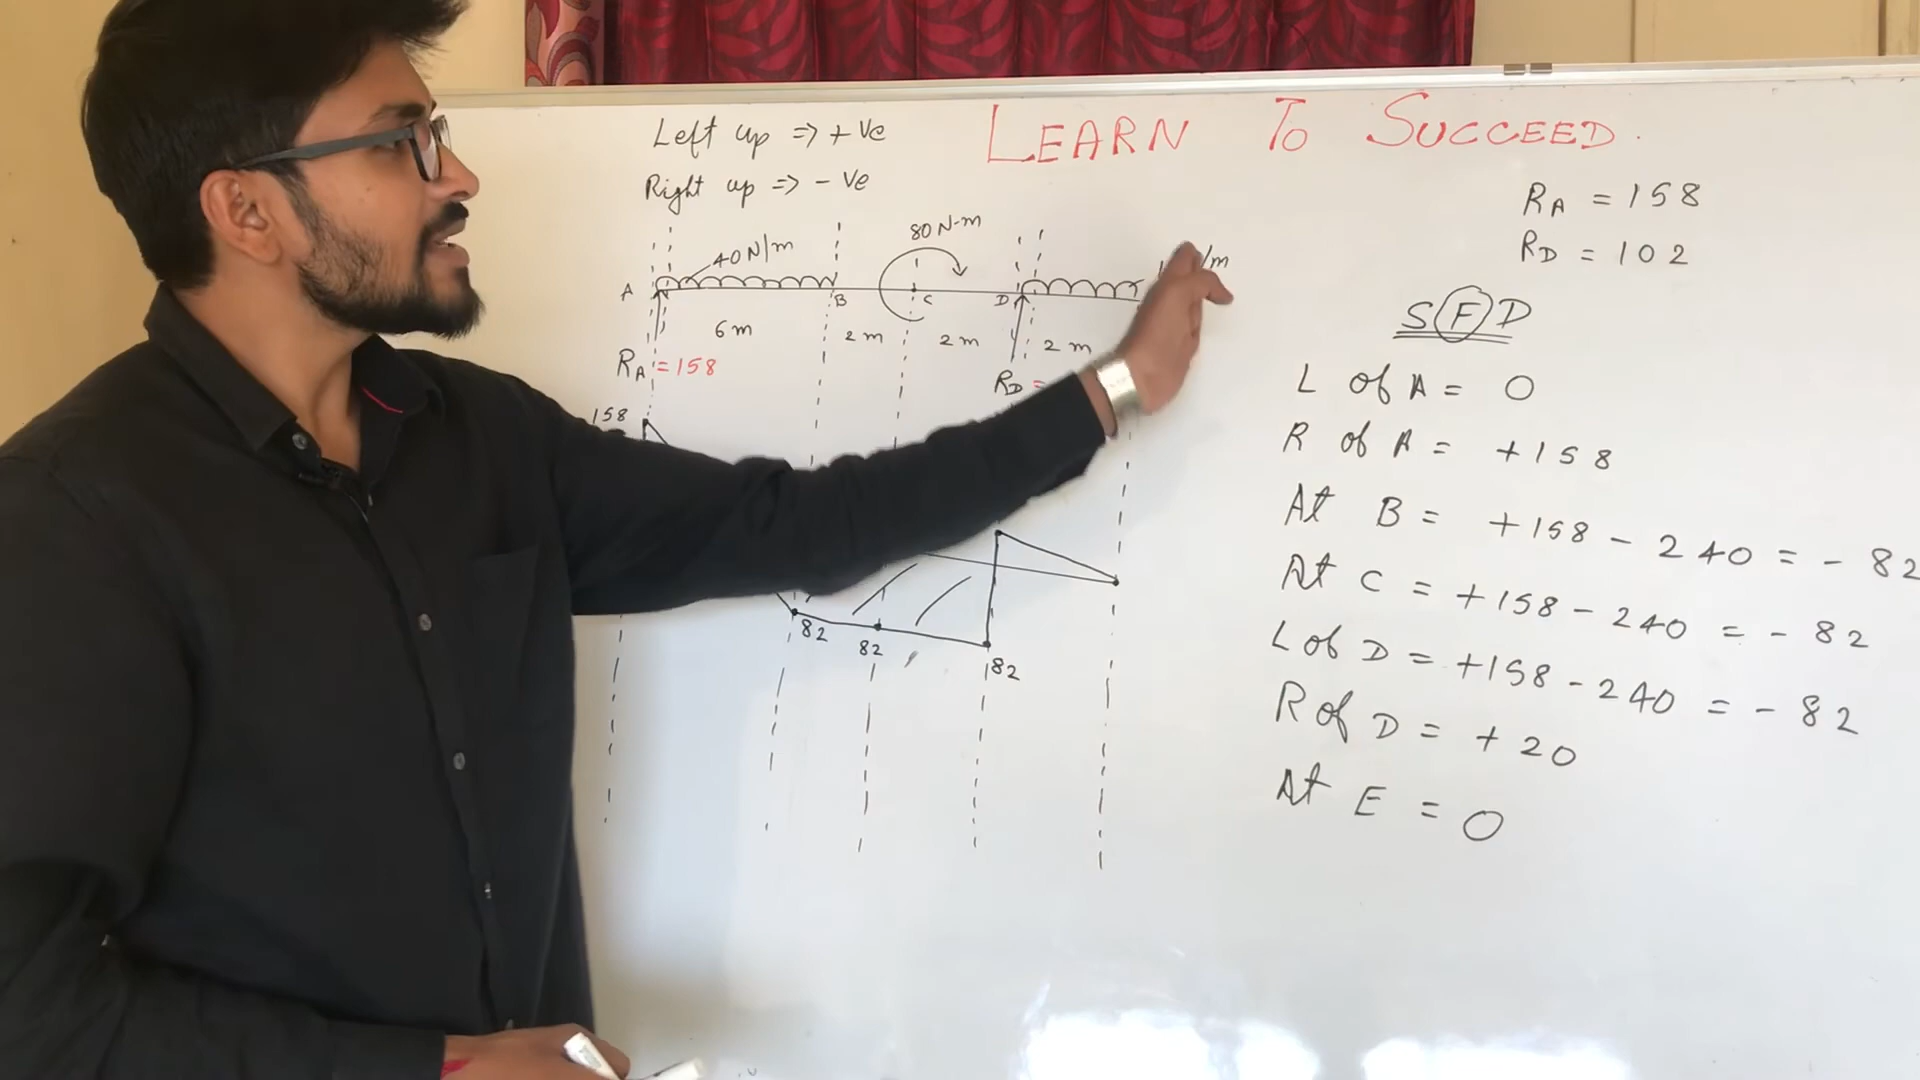 LEARN TO SUCCEED.
Left up => +ve
Right up => -ve
40N/m
80 N-m
/m
A
B
C
D
6 m
2 m
2 m
2 m
RA = 158
RD =
158
82
82
82
RA = 158
RD = 102
SFD
L of A = 0
R of A = +158
At B = +158 - 240 = - 82
At C = +158 - 240 = - 82
L of D = +158 - 240 = - 82
R of D = + 20
At E = 0